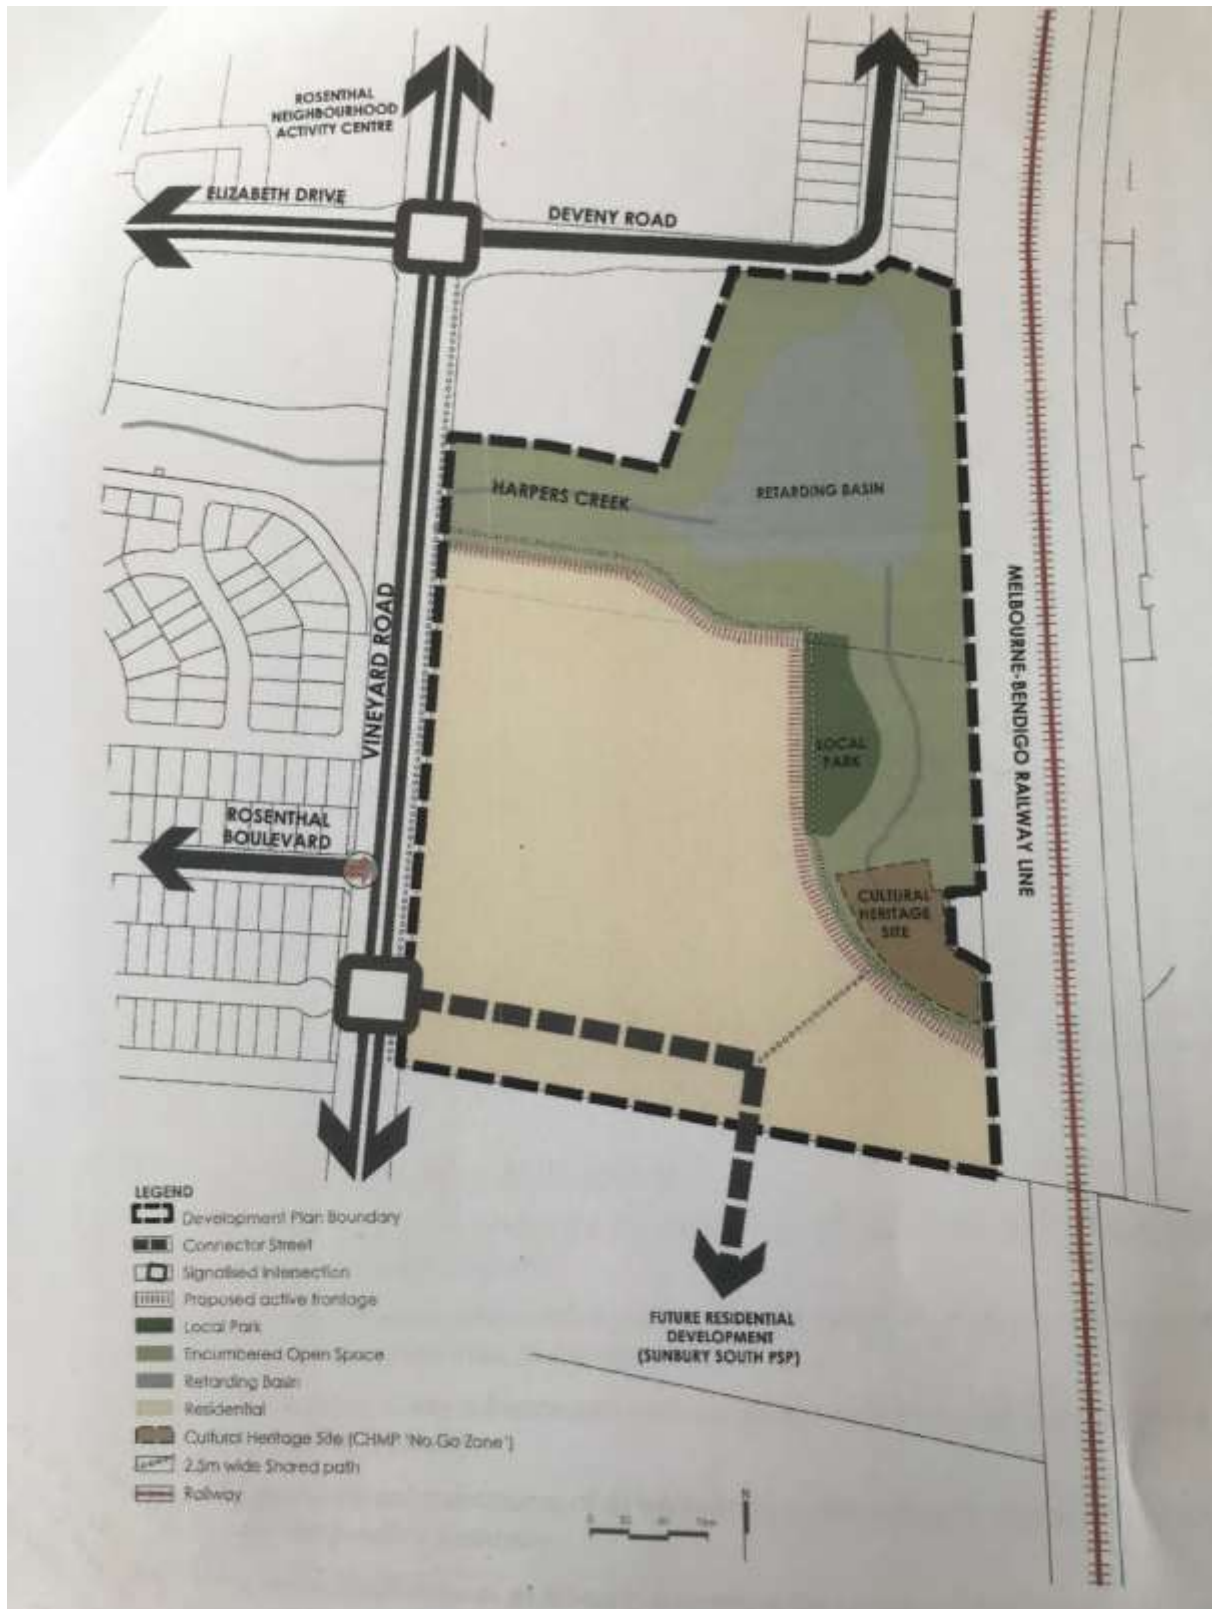 ROSENTHAL
NEIGHBOURHOOD
ACTIVITY CENTRE
ELIZABETH DRIVE
DEVENY ROAD
HARPERS CREEK
RETARDING BASIN
MELBOURNE-BENDIGO RAILWAY LINE
VINEYARD ROAD
LOCAL
PARK
ROSENTHAL
BOULEVARD
CULTURAL
HERITAGE
SITE
LEGEND
Development Plan Boundary
Connector Street
Signalised Intersection
Proposed active frontage
Local Park
Encumbered Open Space
Retarding Basin
Residential
Cultural Heritage Site (CHMP 'No Go Zone')
2.5m wide Shared path
Railway
FUTURE RESIDENTIAL
DEVELOPMENT
(SUNBURY SOUTH PSP)
0
N